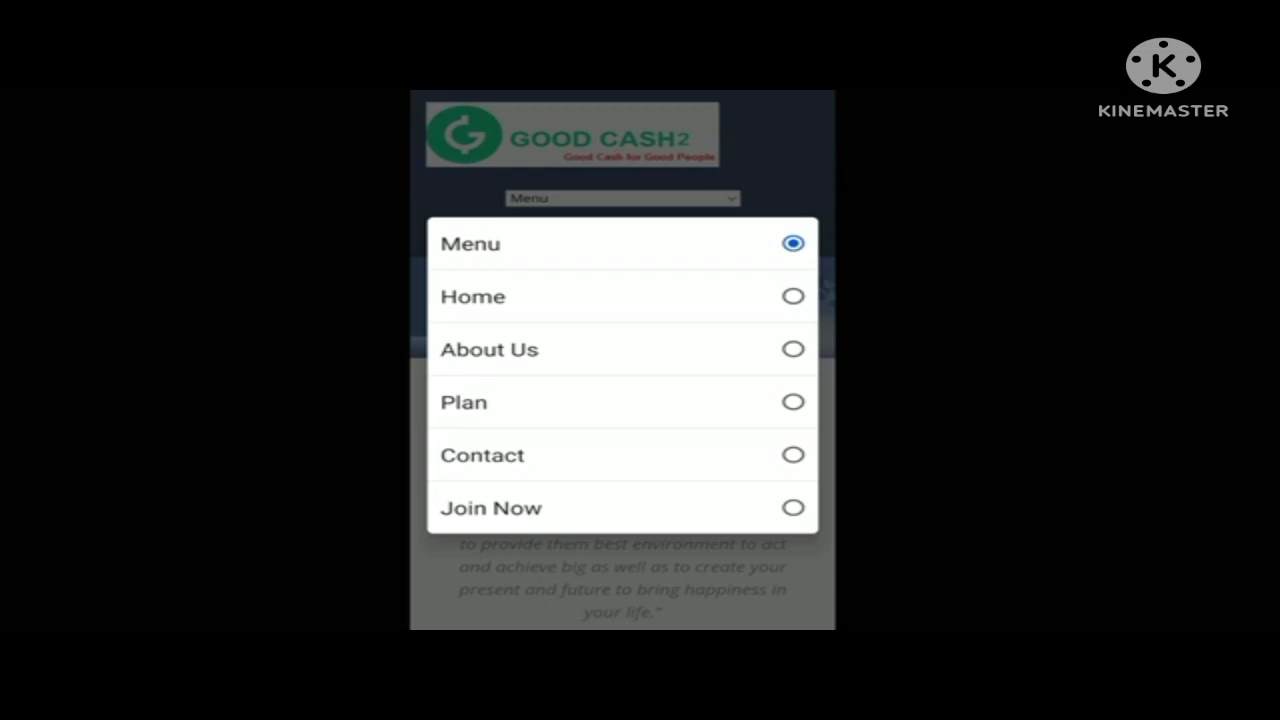 K
KINEMASTER
GOOD CASH2
Good Cash for Good People
Menu
Menu
Home
About Us
Plan
Contact
Join Now
to provide them best environment to act
and achieve big as well as to create your
present and future to bring happiness in
your life."